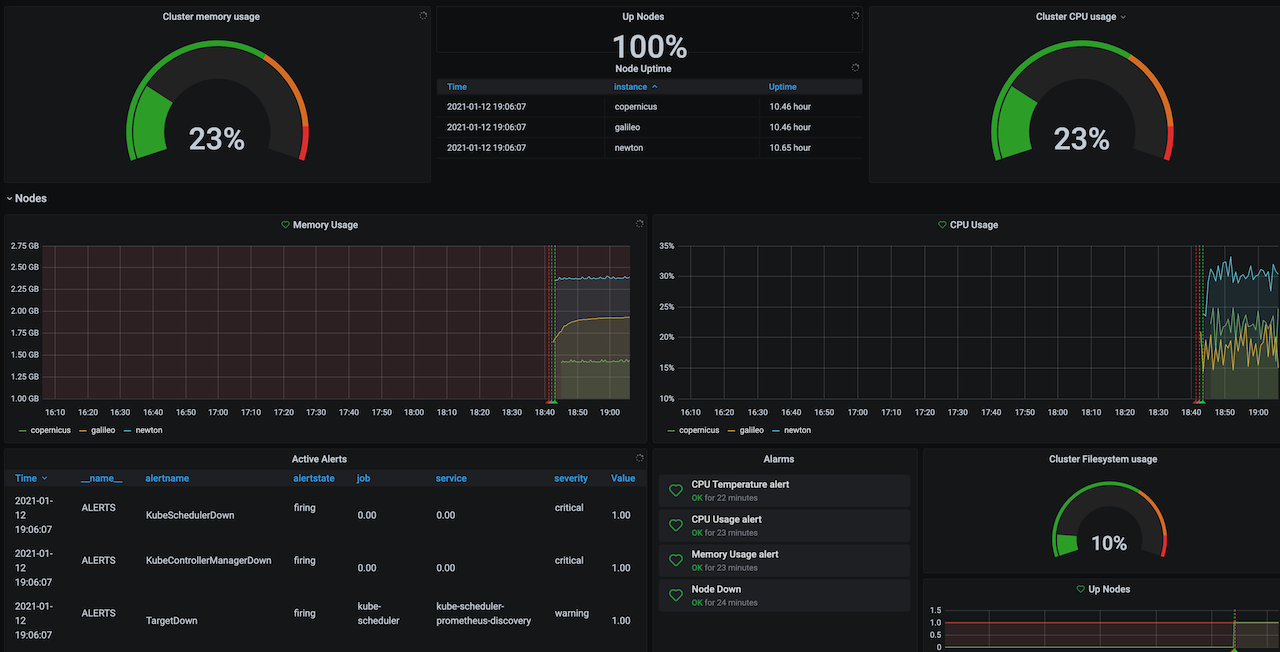 Cluster memory usage
23%
Up Nodes
100%
Node Uptime
Time instance Uptime
2021-01-12 19:06:07 copernicus 10.46 hour
2021-01-12 19:06:07 galileo 10.46 hour
2021-01-12 19:06:07 newton 10.65 hour
Cluster CPU usage
23%
Nodes
Memory Usage
2.75 GB
2.50 GB
2.25 GB
2.00 GB
1.75 GB
1.50 GB
1.25 GB
1.00 GB
16:10 16:20 16:30 16:40 16:50 17:00 17:10 17:20 17:30 17:40 17:50 18:00 18:10 18:20 18:30 18:40 18:50 19:00
copernicus galileo newton
CPU Usage
35%
30%
25%
20%
15%
10%
16:10 16:20 16:30 16:40 16:50 17:00 17:10 17:20 17:30 17:40 17:50 18:00 18:10 18:20 18:30 18:40 18:50 19:00
copernicus galileo newton
Active Alerts
Time __name__ alertname alertstate job service severity Value
2021-01-
12
19:06:07
ALERTS KubeSchedulerDown firing 0.00 0.00 critical 1.00
2021-01-
12
19:06:07
ALERTS KubeControllerManagerDown firing 0.00 0.00 critical 1.00
2021-01-
12
19:06:07
ALERTS TargetDown firing
kube-
scheduler
kube-scheduler-
prometheus-discovery
warning 1.00
Alarms
CPU Temperature alert
OK for 22 minutes
CPU Usage alert
OK for 23 minutes
Memory Usage alert
OK for 23 minutes
Node Down
OK for 24 minutes
Cluster Filesystem usage
10%
Up Nodes
1.5
1.0
0.5
0